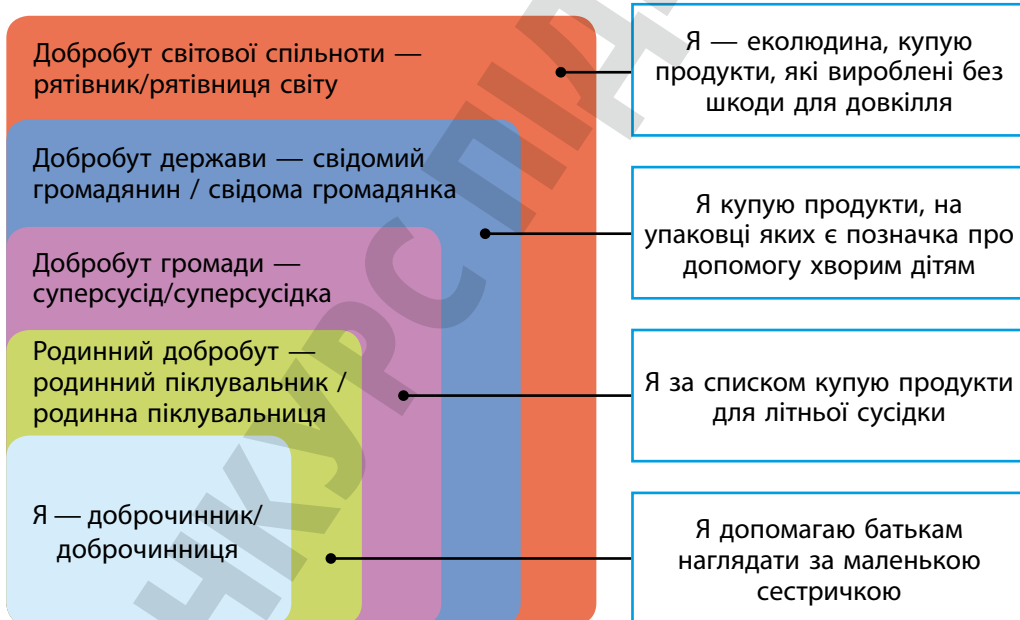 Добробут світової спільноти —
рятівник/рятівниця світу
Я — еколюдина, купую
продукти, які вироблені без
шкоди для довкілля
Добробут держави — свідомий
громадянин / свідома громадянка
Я купую продукти, на
упаковці яких є позначка про
допомогу хворим дітям
Добробут громади —
суперсусід/суперсусідка
Я за списком купую продукти
для літньої сусідки
Родинний добробут —
родинний піклувальник /
родинна піклувальниця
Я допомагаю батькам
наглядати за маленькою
сестричкою
Я — доброчинник/
доброчинниця
НКУРС ПІД